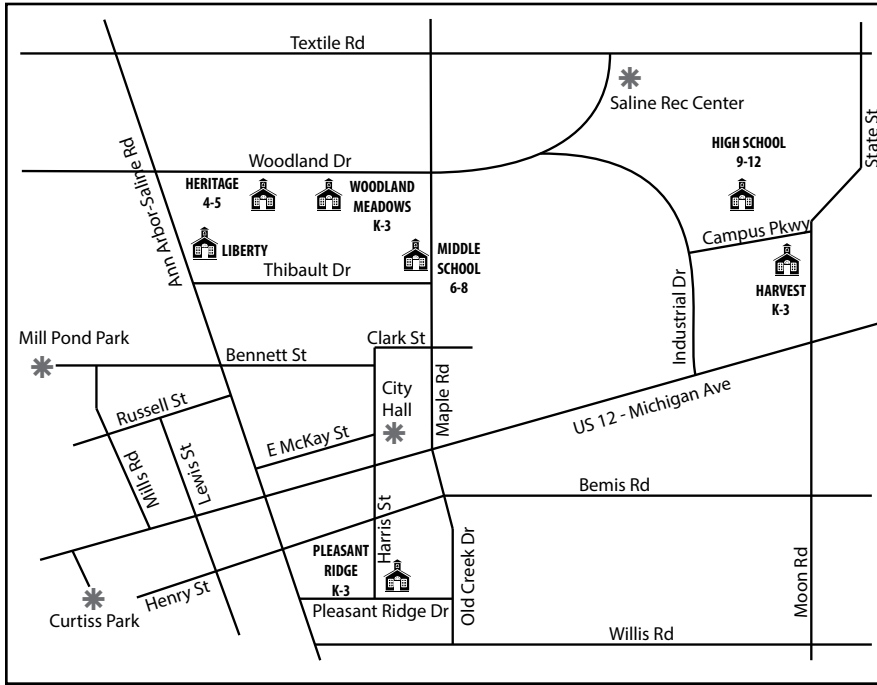 Textile Rd
Saline Rec Center
State St
HIGH SCHOOL
9-12
Ann Arbor-Saline Rd
Woodland Dr
HERITAGE
4-5
WOODLAND
MEADOWS
K-3
Campus Pkwy
LIBERTY
MIDDLE
SCHOOL
6-8
Thibault Dr
HARVEST
K-3
Industrial Dr
Mill Pond Park
Clark St
Bennett St
Maple Rd
City
Hall
US 12 - Michigan Ave
Russell St
E McKay St
Mills Rd
Lewis St
Bemis Rd
Harris St
PLEASANT
RIDGE
K-3
Old Creek Dr
Moon Rd
Henry St
Curtiss Park
Pleasant Ridge Dr
Willis Rd